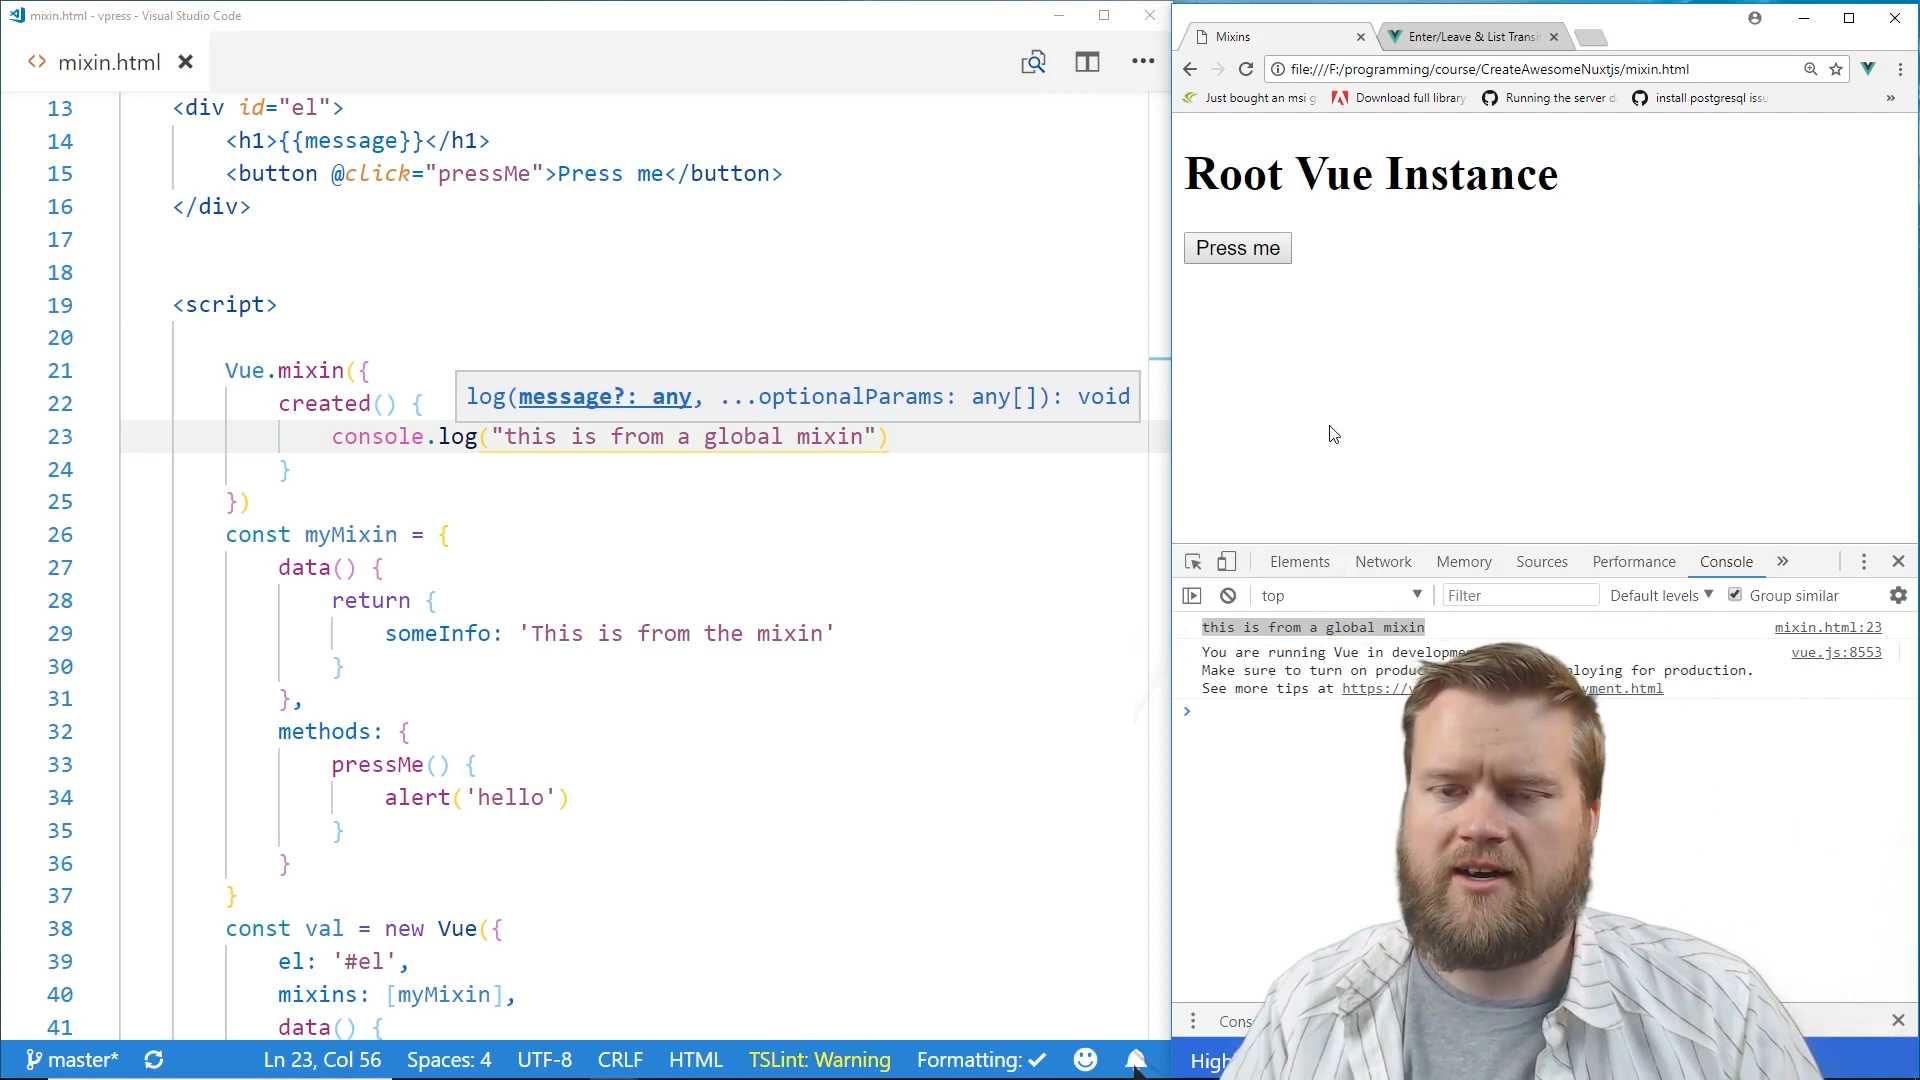 mixin.html - vpress - Visual Studio Code
mixin.html
13 <div id="el">
14 <h1>{{message}}</h1>
15 <button @click="pressMe">Press me</button>
16 </div>
17
18
19 <script>
20
21 Vue.mixin({
22 created() {
log(message?: any, ...optionalParams: any[]): void
23 console.log("this is from a global mixin")
24 }
25 })
26 const myMixin = {
27 data() {
28 return {
29 someInfo: 'This is from the mixin'
30 }
31 },
32 methods: {
33 pressMe() {
34 alert('hello')
35 }
36 }
37 }
38 const val = new Vue({
39 el: '#el',
40 mixins: [myMixin],
41 data() {
master* Ln 23, Col 56 Spaces: 4 UTF-8 CRLF HTML TSLint: Warning Formatting: ✓
Mixins
Enter/Leave & List Transi
file:///F:/programming/course/CreateAwesomeNuxtjs/mixin.html
Just bought an msi g
Download full library
Running the server d
install postgresql issu
»
Root Vue Instance
Press me
Elements Network Memory Sources Performance Console »
top Filter Default levels ▼ Group similar
this is from a global mixin mixin.html:23
You are running Vue in developme vue.js:8553
Make sure to turn on produc ploying for production.
See more tips at https://v yment.html
>
Cons
High